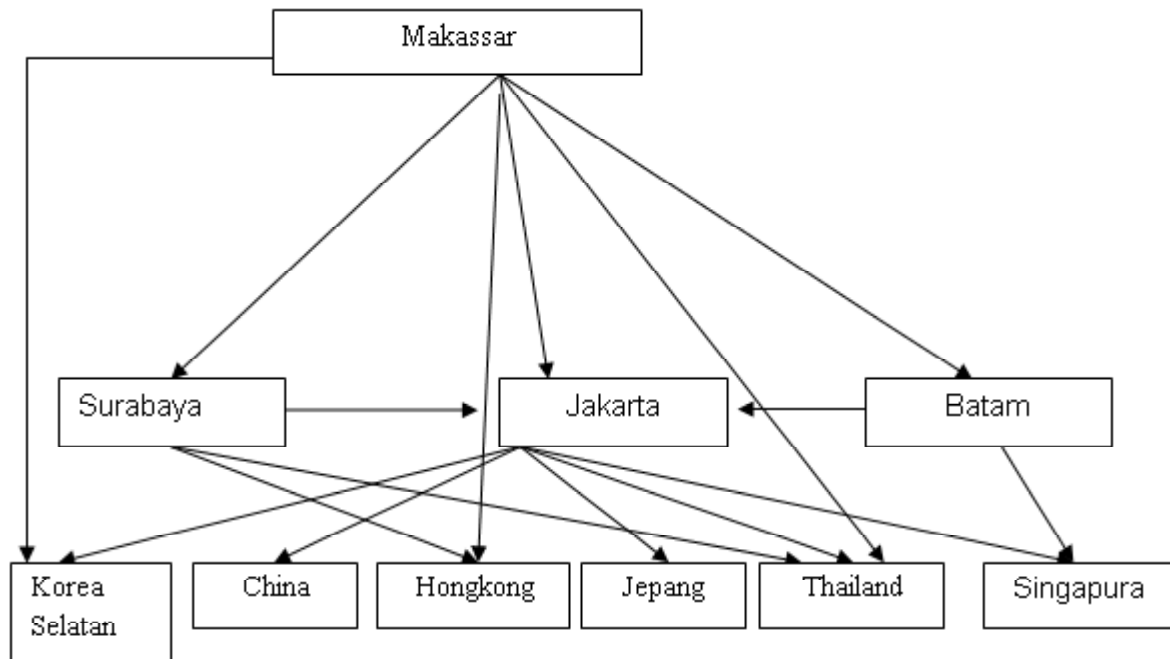 Makassar
Surabaya
Jakarta
Batam
Korea
Selatan
China
Hongkong
Jepang
Thailand
Singapura